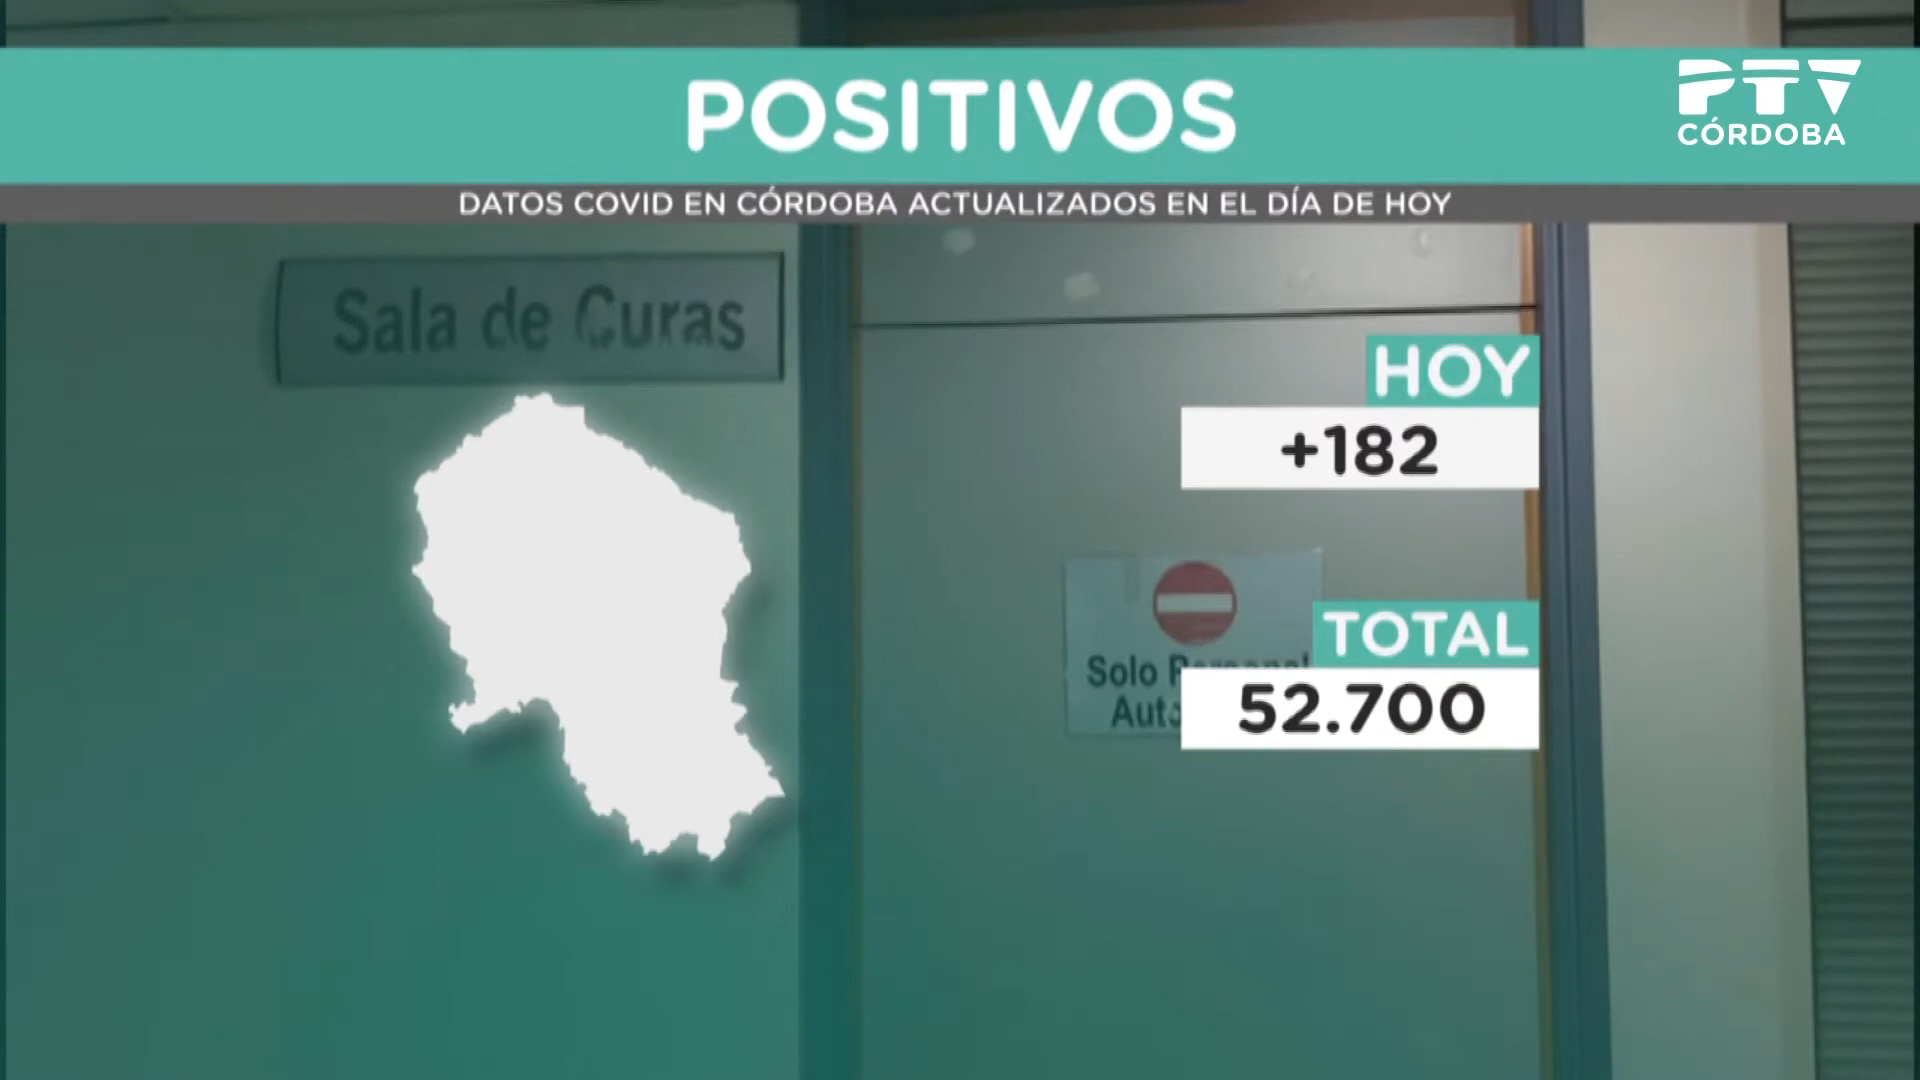 POSITIVOS
PTV
CÓRDOBA
DATOS COVID EN CÓRDOBA ACTUALIZADOS EN EL DÍA DE HOY
Sala de Curas
HOY
+182
TOTAL
52.700
Solo